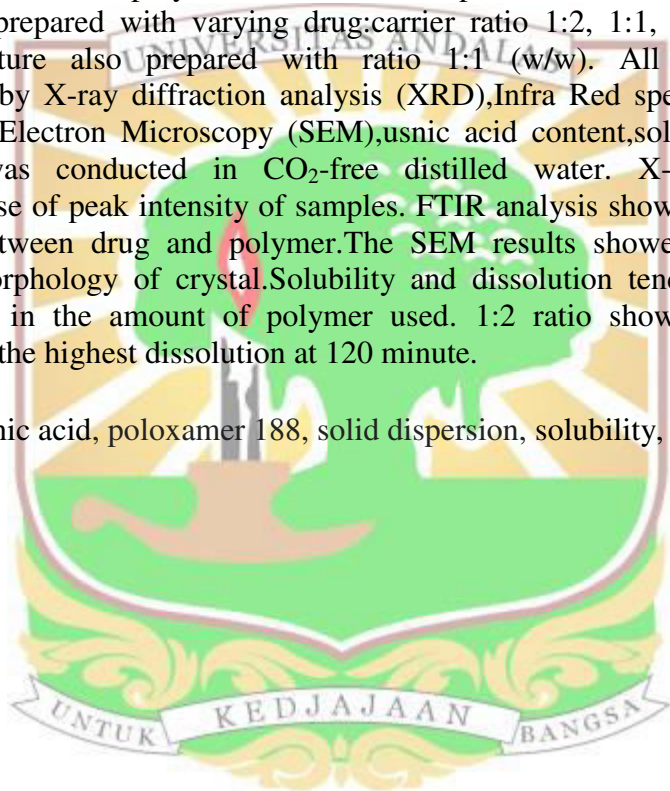 prepared with varying drug:carrier ratio 1:2, 1:1,
ture also prepared with ratio 1:1 (w/w). All
by X-ray diffraction analysis (XRD),Infra Red spe
Electron Microscopy (SEM),usnic acid content,sol
was conducted in CO₂-free distilled water. X-
se of peak intensity of samples. FTIR analysis show
tween drug and polymer.The SEM results showe
orphology of crystal.Solubility and dissolution tend
in the amount of polymer used. 1:2 ratio show
the highest dissolution at 120 minute.
nic acid, poloxamer 188, solid dispersion, solubility,
UNIVERSITAS ANDALAS
UNTUK KEDJAJAAN BANGSA